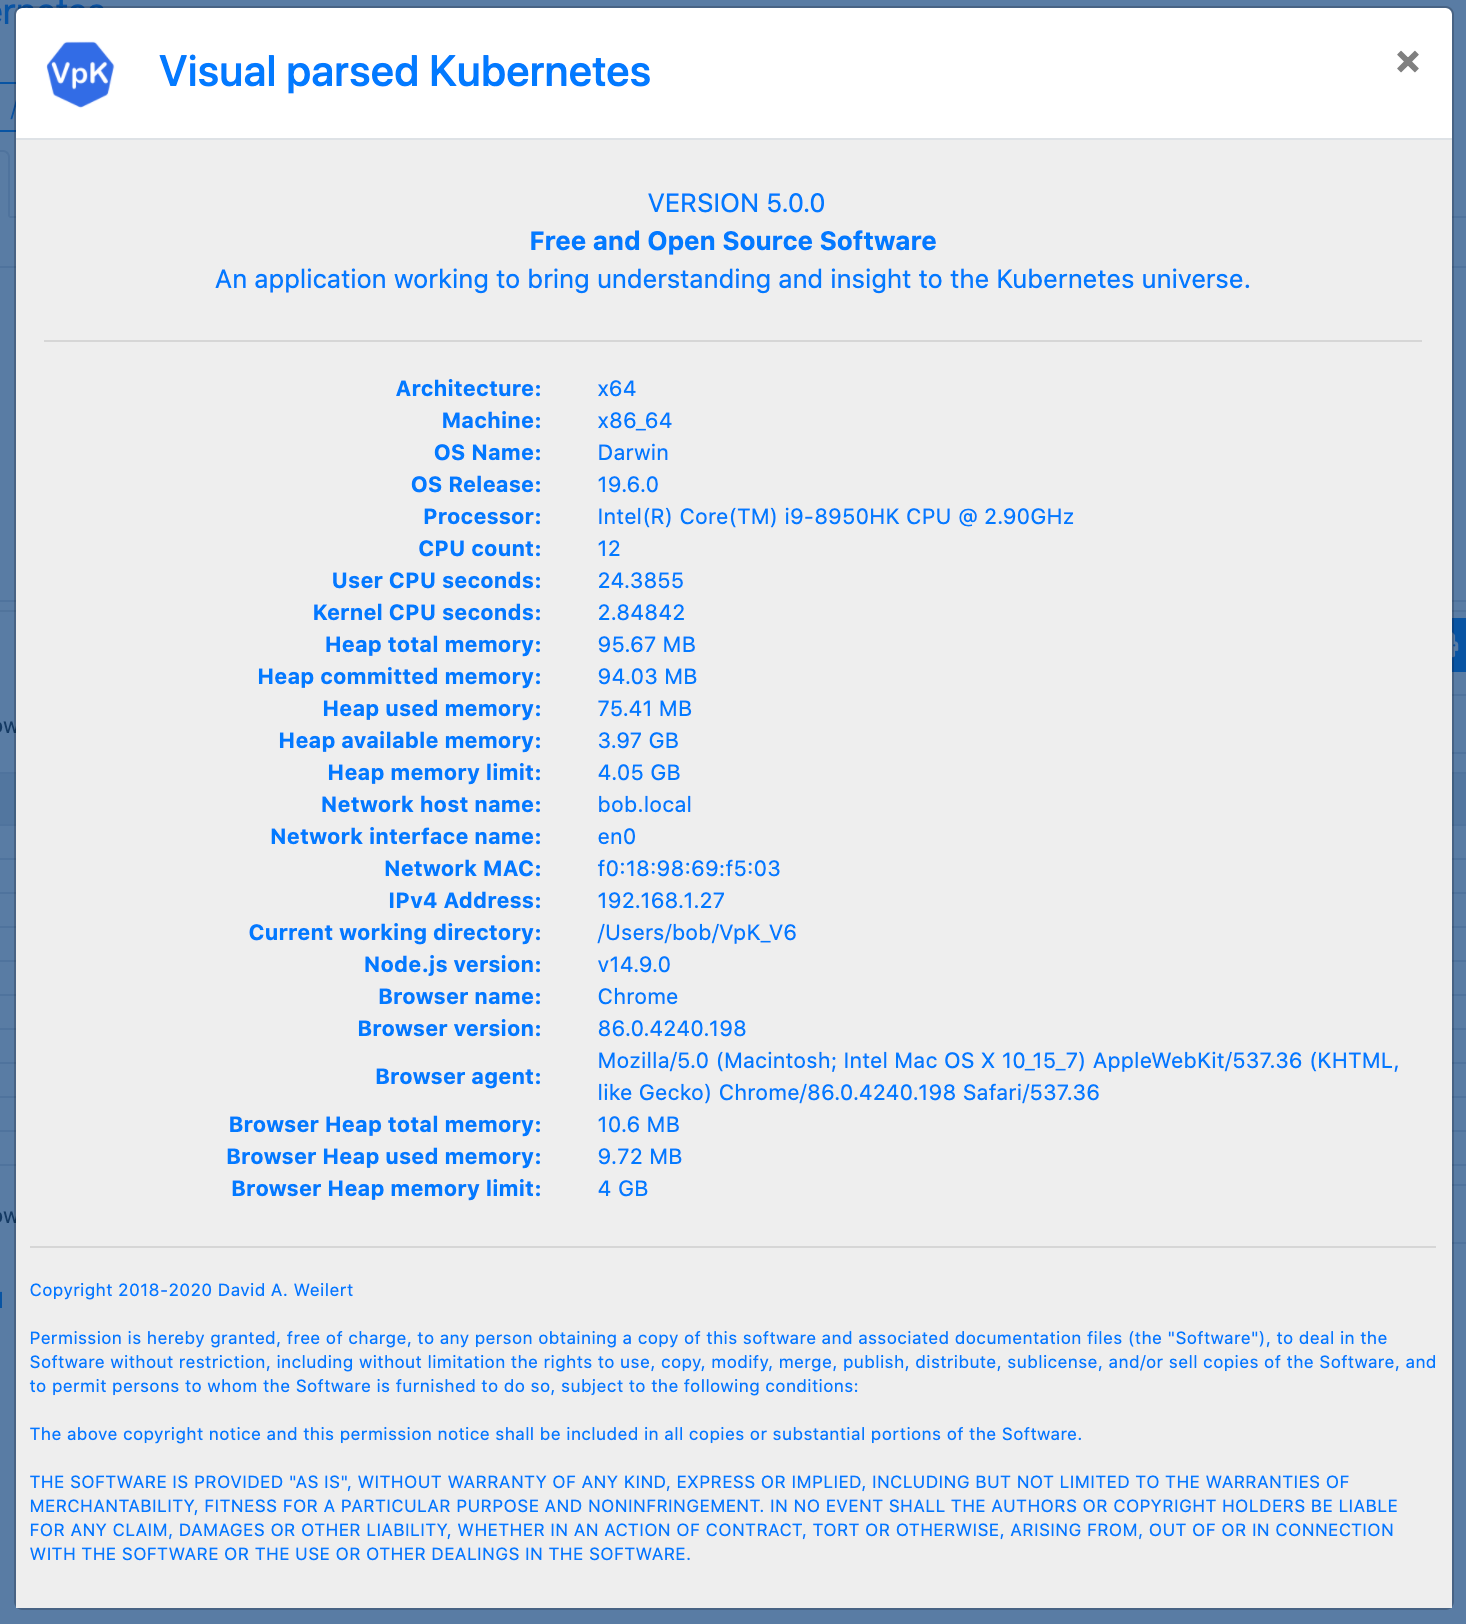 VpK
Visual parsed Kubernetes
VERSION 5.0.0
Free and Open Source Software
An application working to bring understanding and insight to the Kubernetes universe.
Architecture: x64
Machine: x86_64
OS Name: Darwin
OS Release: 19.6.0
Processor: Intel(R) Core(TM) i9-8950HK CPU @ 2.90GHz
CPU count: 12
User CPU seconds: 24.3855
Kernel CPU seconds: 2.84842
Heap total memory: 95.67 MB
Heap committed memory: 94.03 MB
Heap used memory: 75.41 MB
Heap available memory: 3.97 GB
Heap memory limit: 4.05 GB
Network host name: bob.local
Network interface name: en0
Network MAC: f0:18:98:69:f5:03
IPv4 Address: 192.168.1.27
Current working directory: /Users/bob/VpK_V6
Node.js version: v14.9.0
Browser name: Chrome
Browser version: 86.0.4240.198
Browser agent: Mozilla/5.0 (Macintosh; Intel Mac OS X 10_15_7) AppleWebKit/537.36 (KHTML,
like Gecko) Chrome/86.0.4240.198 Safari/537.36
Browser Heap total memory: 10.6 MB
Browser Heap used memory: 9.72 MB
Browser Heap memory limit: 4 GB
Copyright 2018-2020 David A. Weilert
Permission is hereby granted, free of charge, to any person obtaining a copy of this software and associated documentation files (the "Software"), to deal in the
Software without restriction, including without limitation the rights to use, copy, modify, merge, publish, distribute, sublicense, and/or sell copies of the Software, and
to permit persons to whom the Software is furnished to do so, subject to the following conditions:
The above copyright notice and this permission notice shall be included in all copies or substantial portions of the Software.
THE SOFTWARE IS PROVIDED "AS IS", WITHOUT WARRANTY OF ANY KIND, EXPRESS OR IMPLIED, INCLUDING BUT NOT LIMITED TO THE WARRANTIES OF
MERCHANTABILITY, FITNESS FOR A PARTICULAR PURPOSE AND NONINFRINGEMENT. IN NO EVENT SHALL THE AUTHORS OR COPYRIGHT HOLDERS BE LIABLE
FOR ANY CLAIM, DAMAGES OR OTHER LIABILITY, WHETHER IN AN ACTION OF CONTRACT, TORT OR OTHERWISE, ARISING FROM, OUT OF OR IN CONNECTION
WITH THE SOFTWARE OR THE USE OR OTHER DEALINGS IN THE SOFTWARE.